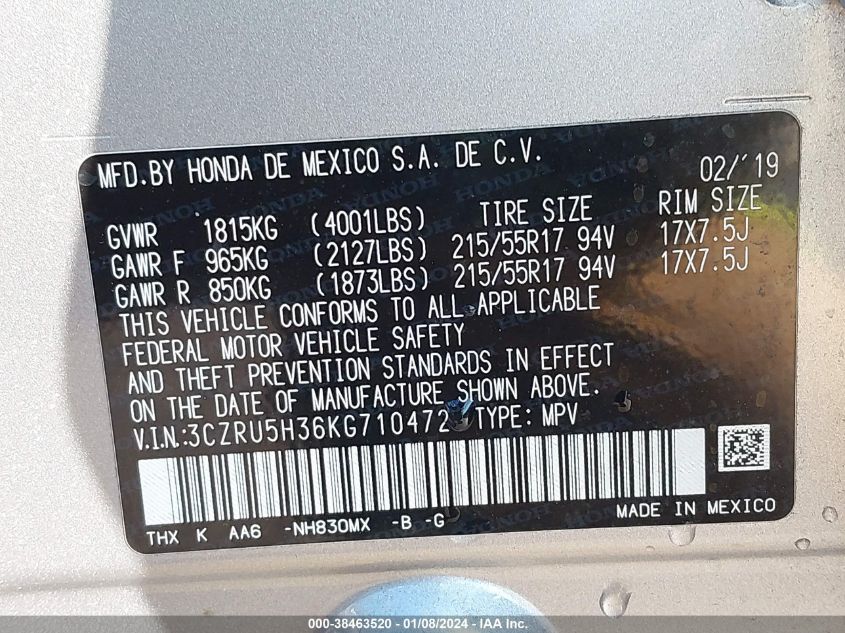 MFD.BY HONDA DE MEXICO S.A. DE C.V. 02/'19
GVWR 1815KG (4001LBS) TIRE SIZE RIM SIZE
GAWR F 965KG (2127LBS) 215/55R17 94V 17X7.5J
GAWR R 850KG (1873LBS) 215/55R17 94V 17X7.5J
THIS VEHICLE CONFORMS TO ALL APPLICABLE
FEDERAL MOTOR VEHICLE SAFETY
AND THEFT PREVENTION STANDARDS IN EFFECT
ON THE DATE OF MANUFACTURE SHOWN ABOVE.
V.I.N.:3CZRU5H36KG710472 TYPE: MPV
THX K AA6 -NH830MX -B -G MADE IN MEXICO
000-38463520 - 01/08/2024 - IAA Inc.